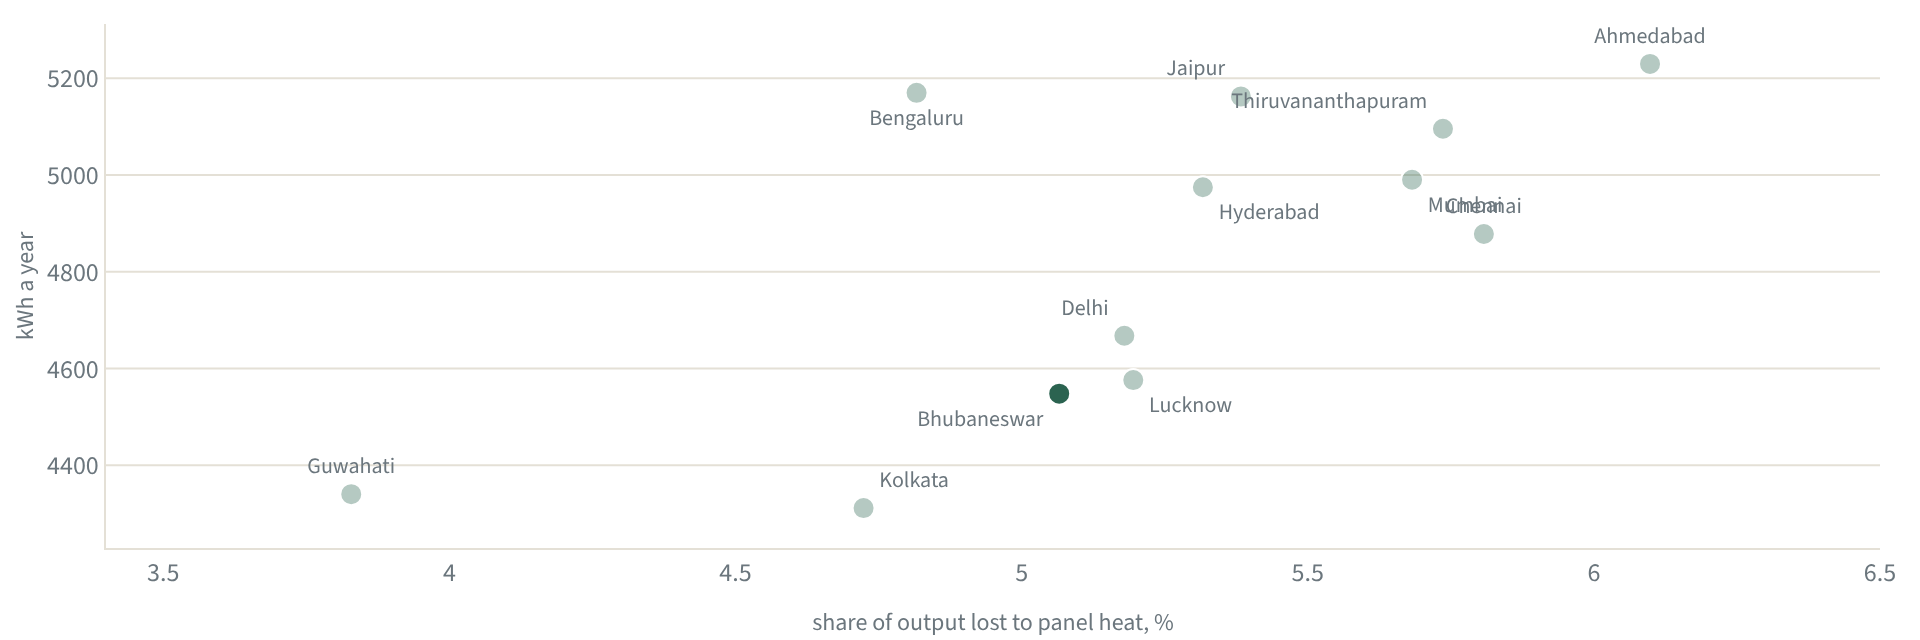 Ahmedabad
Jaipur
5200
Thiruvananthapuram
Bengaluru
5000
Mumbai
Chennai
Hyderabad
kWh a year
4800
Delhi
4600
Lucknow
Bhubaneswar
4400
Guwahati
Kolkata
3.5 4 4.5 5 5.5 6 6.5
share of output lost to panel heat, %